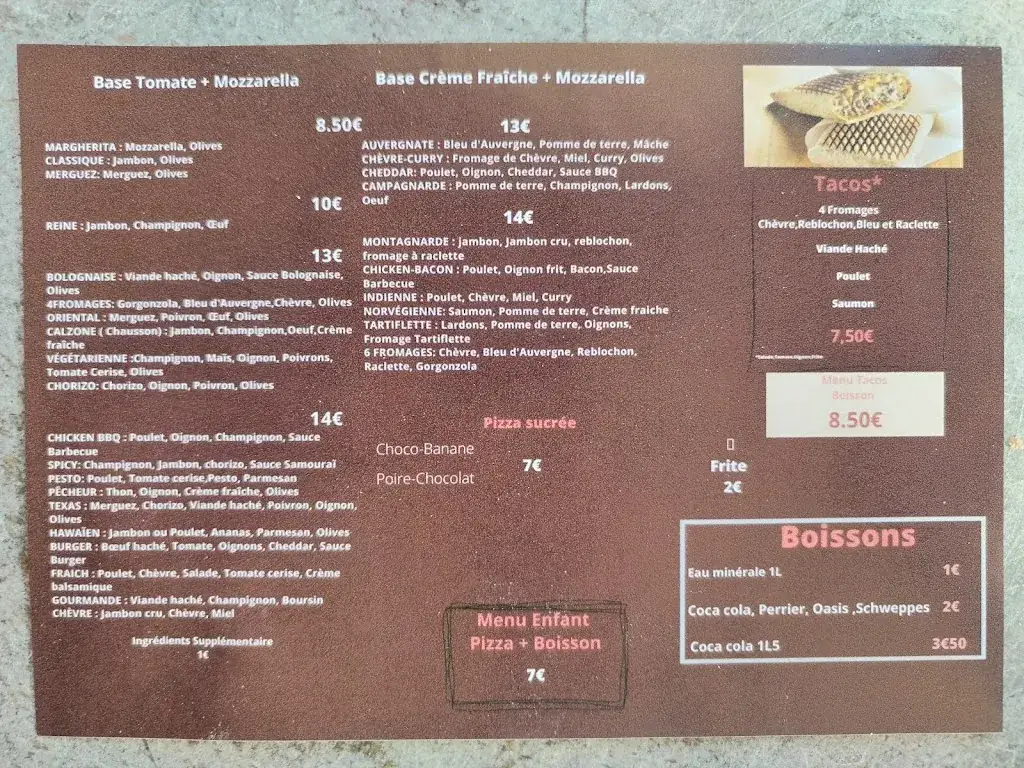 Base Tomate + Mozzarella
8.50€
MARGHERITA : Mozzarella, Olives
CLASSIQUE : Jambon, Olives
MERGUEZ: Merguez, Olives
10€
REINE : Jambon, Champignon, Œuf
13€
BOLOGNAISE : Viande haché, Oignon, Sauce Bolognaise,
Olives
4FROMAGES: Gorgonzola, Bleu d'Auvergne,Chèvre, Olives
ORIENTAL : Merguez, Poivron, Œuf, Olives
CALZONE ( Chausson) : Jambon, Champignon,Oeuf,Crème
fraîche
VÉGÉTARIENNE :Champignon, Maïs, Oignon, Poivrons,
Tomate Cerise, Olives
CHORIZO: Chorizo, Oignon, Poivron, Olives
14€
CHICKEN BBQ : Poulet, Oignon, Champignon, Sauce
Barbecue
SPICY: Champignon, Jambon, chorizo, Sauce Samouraï
PESTO: Poulet, Tomate cerise,Pesto, Parmesan
PÊCHEUR : Thon, Oignon, Crème fraîche, Olives
TEXAS : Merguez, Chorizo, Viande haché, Poivron, Oignon,
Olives
HAWAÏEN : Jambon ou Poulet, Ananas, Parmesan, Olives
BURGER : Bœuf haché, Tomate, Oignons, Cheddar, Sauce
Burger
FRAICH : Poulet, Chèvre, Salade, Tomate cerise, Crème
balsamique
GOURMANDE : Viande haché, Champignon, Boursin
CHÈVRE : Jambon cru, Chèvre, Miel
Ingrédients Supplémentaire
1€
Base Crème Fraîche + Mozzarella
13€
AUVERGNATE : Bleu d'Auvergne, Pomme de terre, Mâche
CHÈVRE-CURRY : Fromage de Chèvre, Miel, Curry, Olives
CHEDDAR: Poulet, Oignon, Cheddar, Sauce BBQ
CAMPAGNARDE : Pomme de terre, Champignon, Lardons,
Oeuf
14€
MONTAGNARDE : jambon, Jambon cru, reblochon,
fromage à raclette
CHICKEN-BACON : Poulet, Oignon frit, Bacon,Sauce
Barbecue
INDIENNE : Poulet, Chèvre, Miel, Curry
NORVÉGIENNE: Saumon, Pomme de terre, Crème fraiche
TARTIFLETTE : Lardons, Pomme de terre, Oignons,
Fromage Tartiflette
6 FROMAGES: Chèvre, Bleu d'Auvergne, Reblochon,
Raclette, Gorgonzola
Pizza sucrée
Choco-Banane
7€
Poire-Chocolat
Menu Enfant
Pizza + Boisson
7€
Tacos*
4 Fromages
Chèvre,Reblochon,Bleu et Raclette
Viande Haché
Poulet
Saumon
7,50€
*Salade,Tomate,Oignon,Frite
Menu Tacos
Boisson
8.50€
Frite
2€
Boissons
Eau minérale 1L 1€
Coca cola, Perrier, Oasis ,Schweppes 2€
Coca cola 1L5 3€50